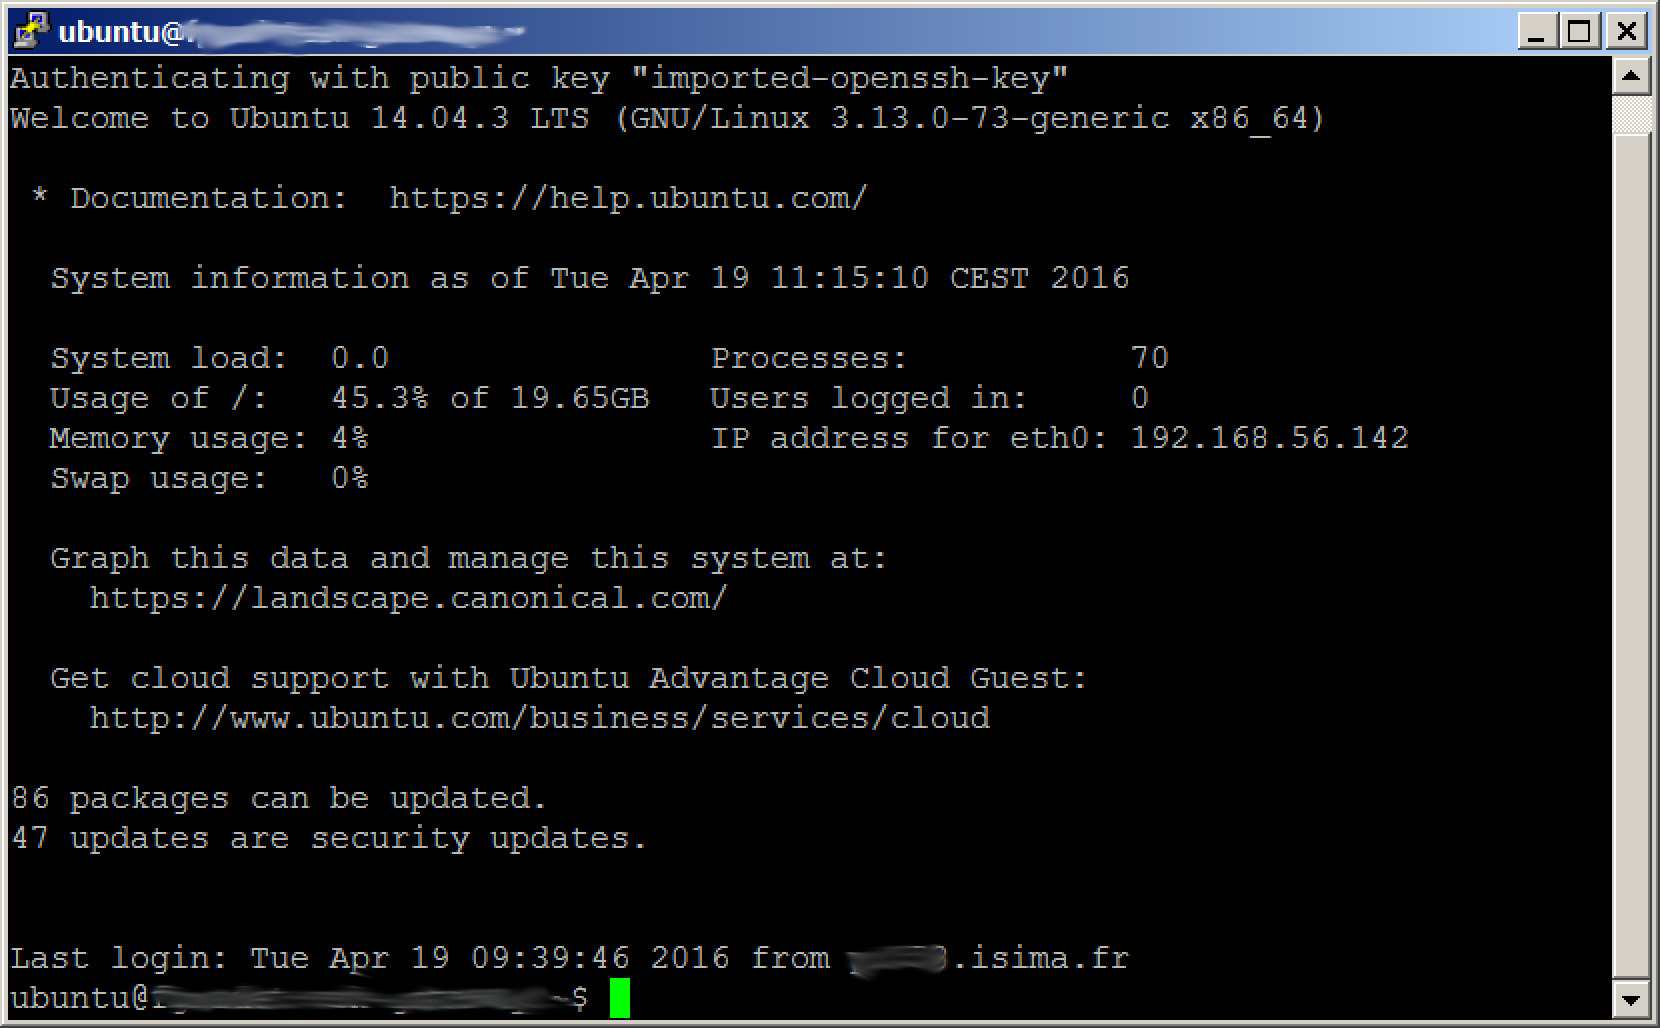 ubuntu@
Authenticating with public key "imported-openssh-key"
Welcome to Ubuntu 14.04.3 LTS (GNU/Linux 3.13.0-73-generic x86_64)
* Documentation:  https://help.ubuntu.com/
System information as of Tue Apr 19 11:15:10 CEST 2016
System load:  0.0                Processes:           70
Usage of /:   45.3% of 19.65GB   Users logged in:     0
Memory usage: 4%                 IP address for eth0: 192.168.56.142
Swap usage:   0%
Graph this data and manage this system at:
https://landscape.canonical.com/
Get cloud support with Ubuntu Advantage Cloud Guest:
http://www.ubuntu.com/business/services/cloud
86 packages can be updated.
47 updates are security updates.
Last login: Tue Apr 19 09:39:46 2016 from .isima.fr
ubuntu@ ~$